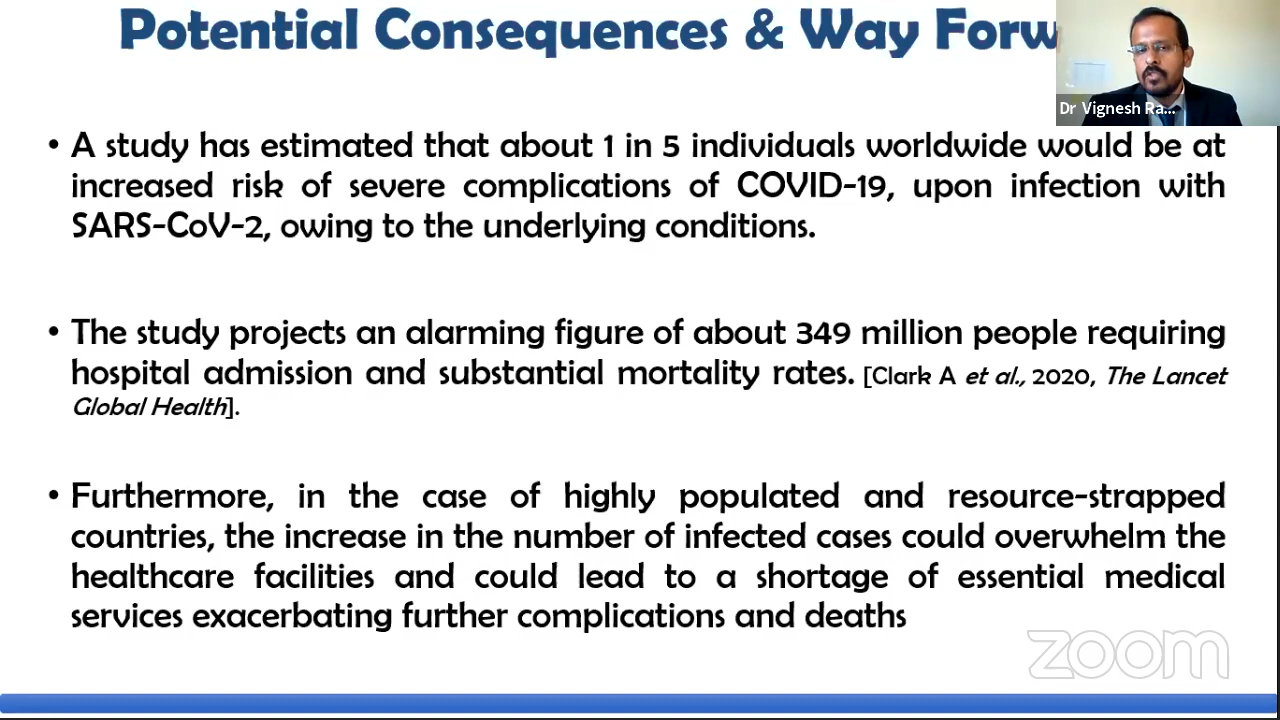 Potential Consequences & Way Forw
Dr Vignesh Ra...
• A study has estimated that about 1 in 5 individuals worldwide would be at
increased risk of severe complications of COVID-19, upon infection with
SARS-CoV-2, owing to the underlying conditions.
• The study projects an alarming figure of about 349 million people requiring
hospital admission and substantial mortality rates. [Clark A et al., 2020, The Lancet
Global Health].
• Furthermore, in the case of highly populated and resource-strapped
countries, the increase in the number of infected cases could overwhelm the
healthcare facilities and could lead to a shortage of essential medical
services exacerbating further complications and deaths
zoom